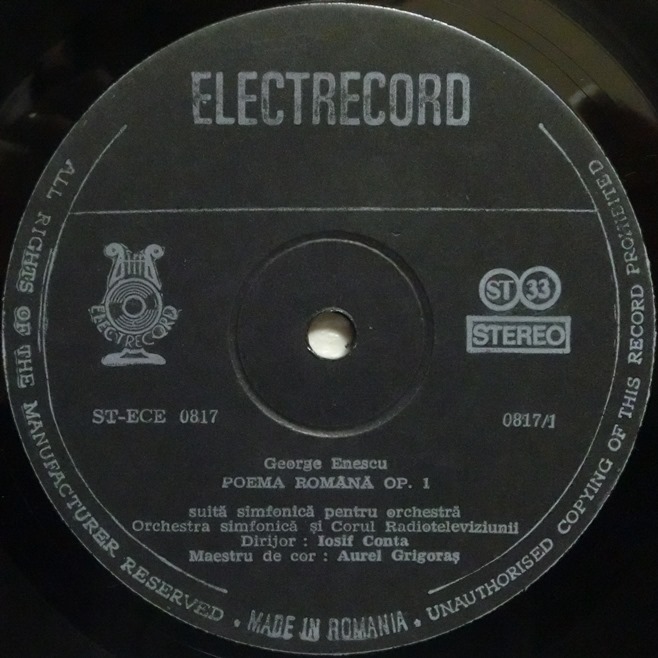 ELECTRECORD
ELECTRECORD
ST 33
STEREO
ST-ECE 0817
0817/1
George Enescu
POEMA ROMÂNĂ OP. 1
suită simfonică pentru orchestră
Orchestra simfonică și Corul Radioteleviziunii
Dirijor : Iosif Conta
Maestru de cor : Aurel Grigoraș
ALL RIGHTS OF THE MANUFACTURER RESERVED • MADE IN ROMANIA • UNAUTHORISED COPYING OF THIS RECORD PROHIBITED